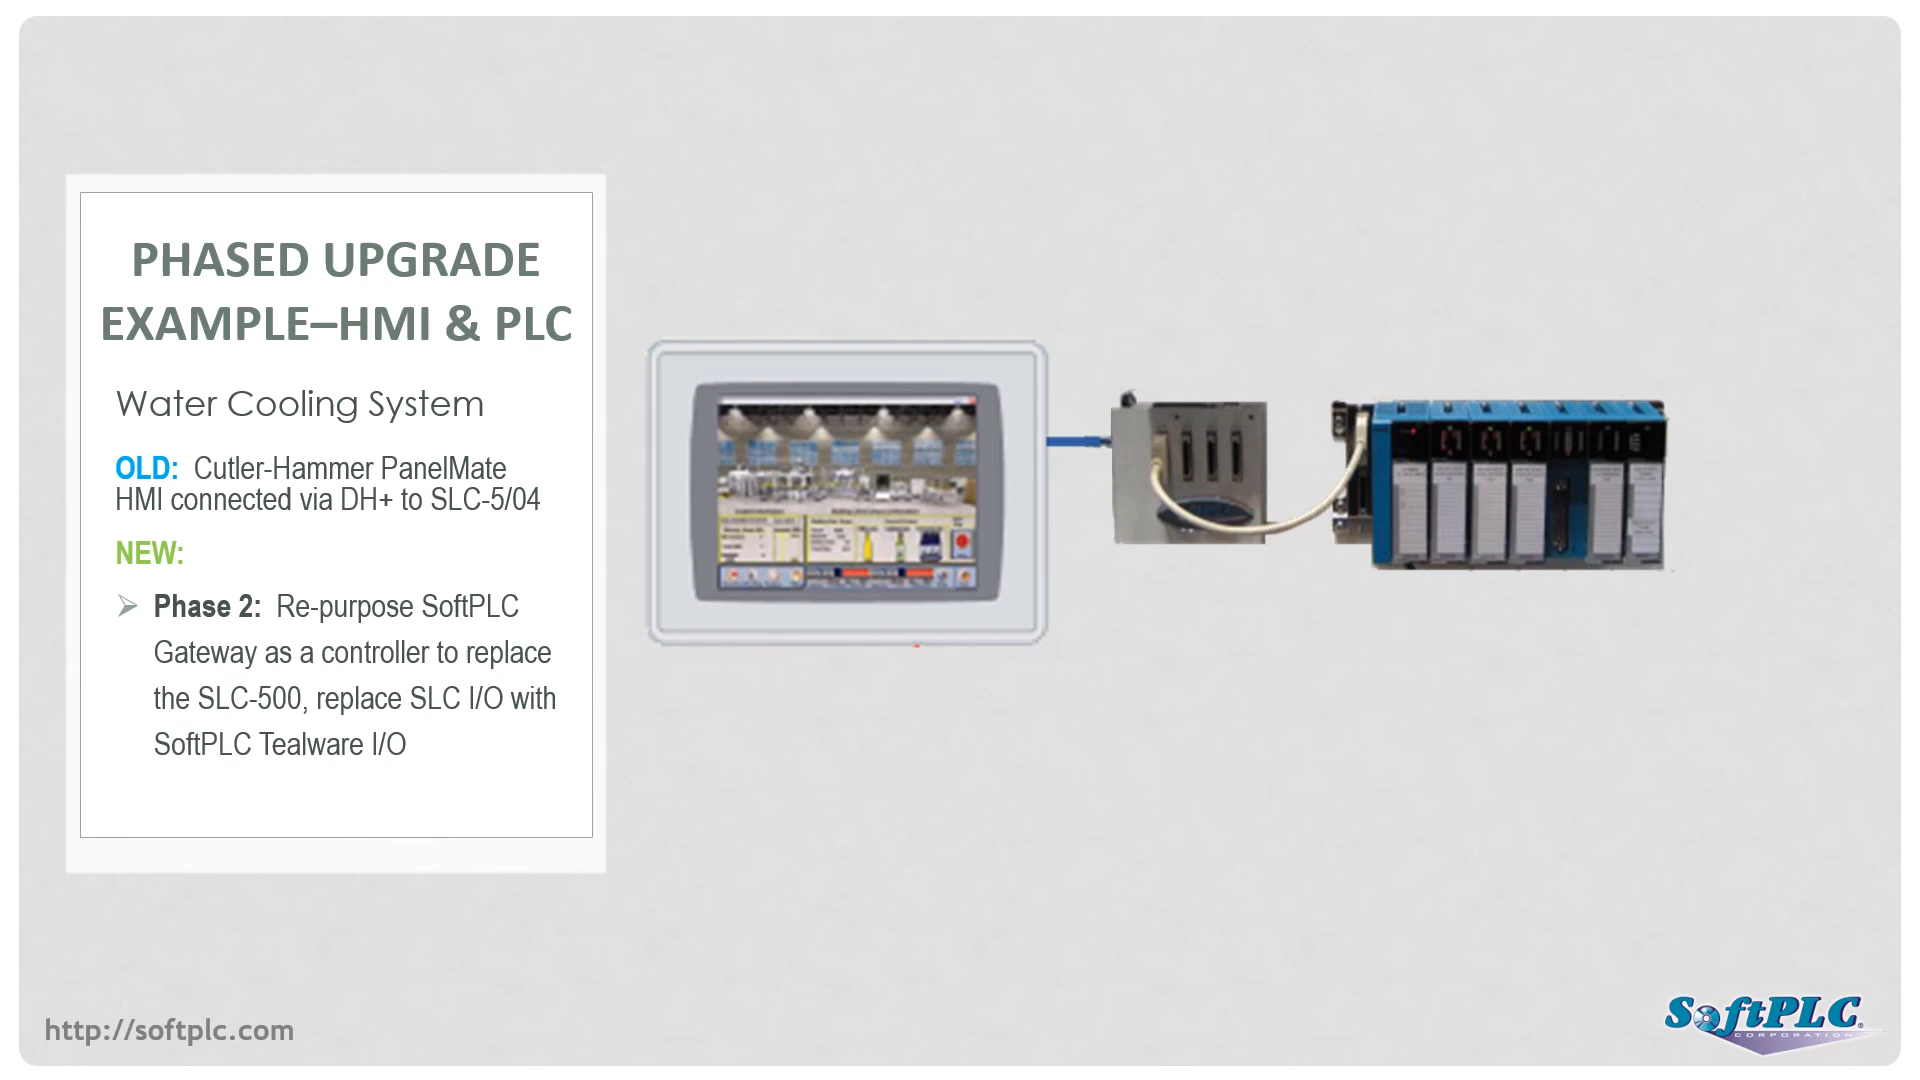 PHASED UPGRADE
EXAMPLE–HMI & PLC
Water Cooling System
OLD: Cutler-Hammer PanelMate
HMI connected via DH+ to SLC-5/04
NEW:
➢ Phase 2: Re-purpose SoftPLC
Gateway as a controller to replace
the SLC-500, replace SLC I/O with
SoftPLC Tealware I/O
http://softplc.com
SoftPLC®
CORPORATION